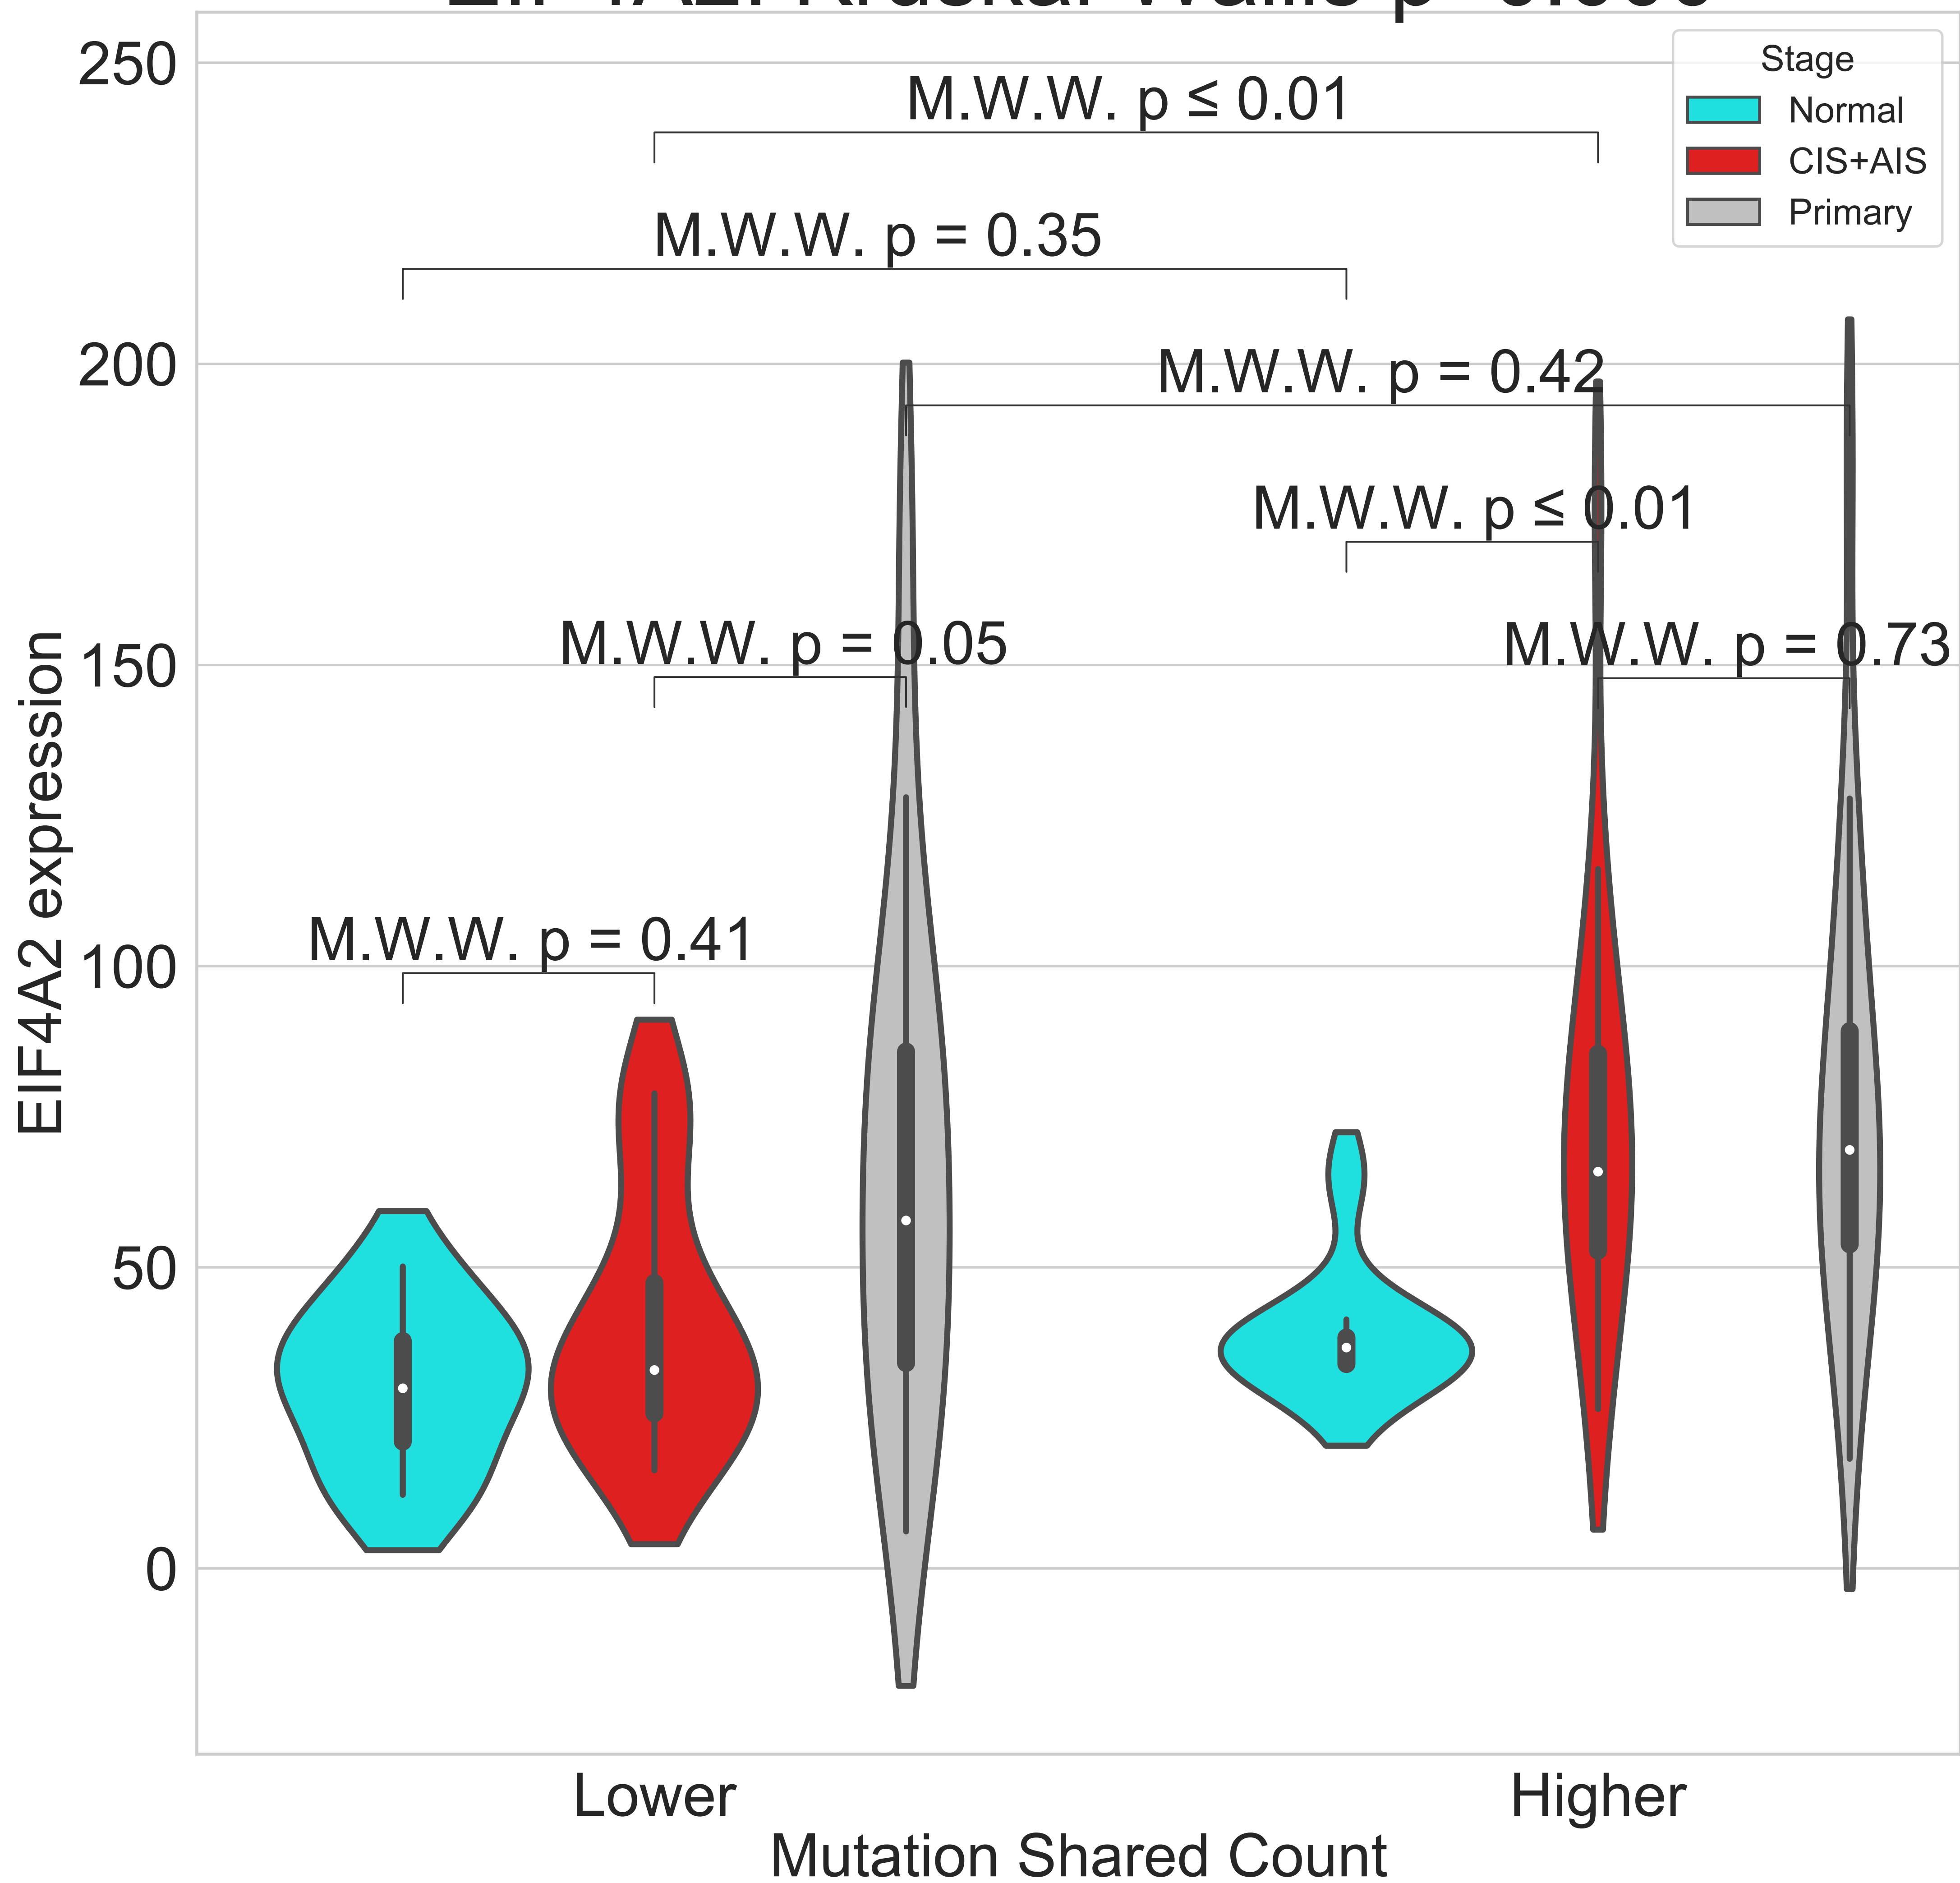 250
200
150
100
50
0
EIF4A2 expression
M.W.W. p ≤ 0.01
M.W.W. p = 0.35
M.W.W. p = 0.42
M.W.W. p ≤ 0.01
M.W.W. p = 0.05
M.W.W. p = 0.73
M.W.W. p = 0.41
Stage
Normal
CIS+AIS
Primary
Lower
Higher
Mutation Shared Count